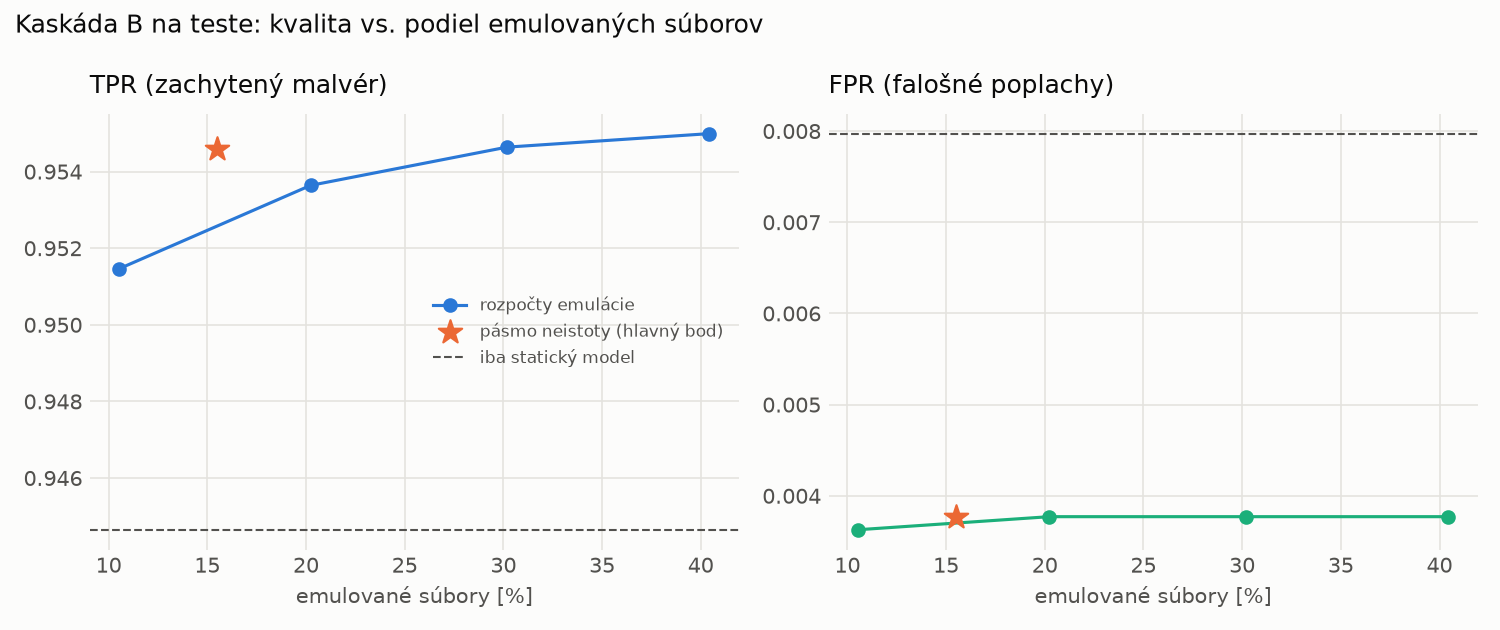 Kaskáda B na teste: kvalita vs. podiel emulovaných súborov
TPR (zachytený malvér)
0.954
0.952
0.950
0.948
0.946
rozpočty emulácie
pásmo neistoty (hlavný bod)
iba statický model
10 15 20 25 30 35 40
emulované súbory [%]
FPR (falošné poplachy)
0.008
0.007
0.006
0.005
0.004
10 15 20 25 30 35 40
emulované súbory [%]